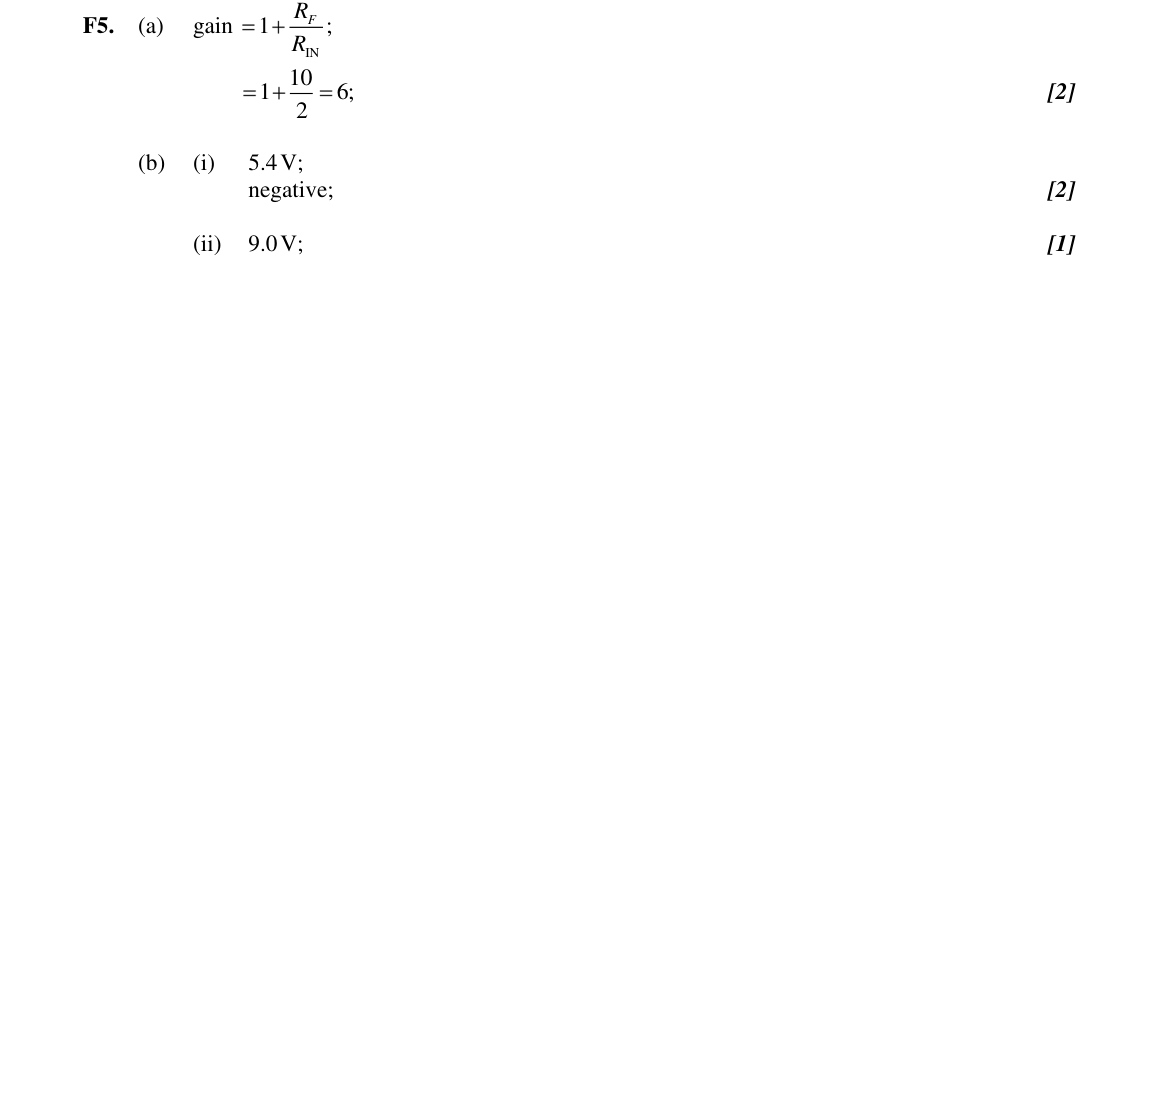 F5. (a) gain = 1 + R_F / R_IN ;
= 1 + 10 / 2 = 6; [2]
(b) (i) 5.4 V;
negative; [2]
(ii) 9.0 V; [1]